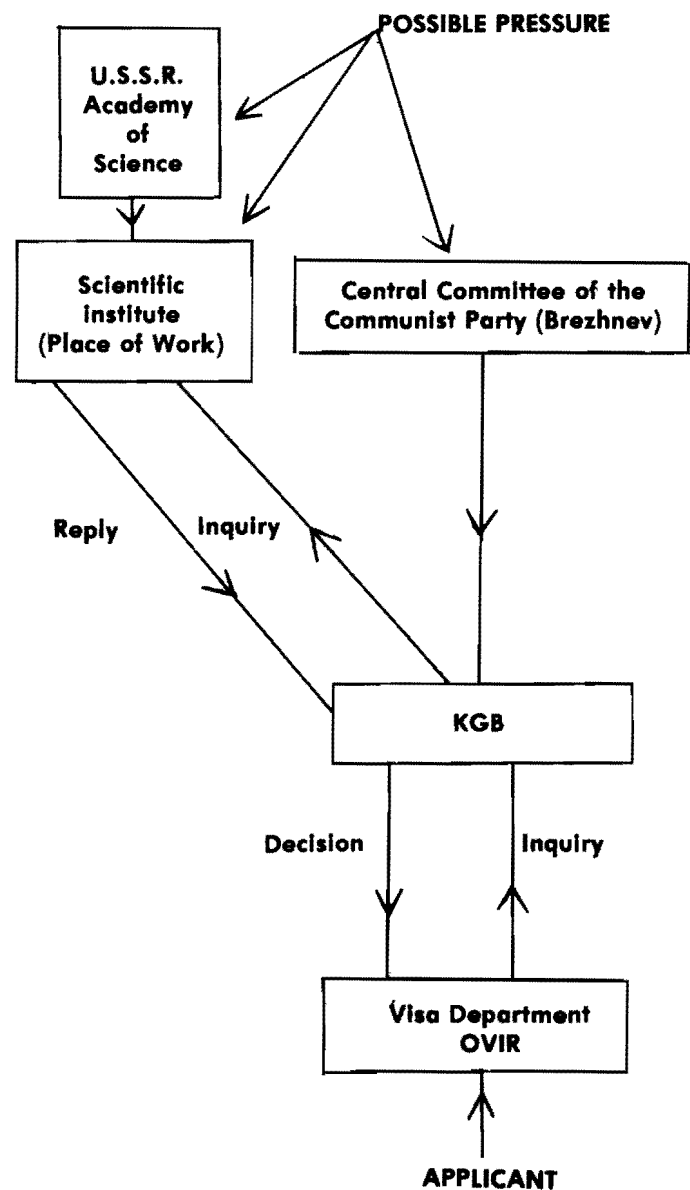 POSSIBLE PRESSURE
U.S.S.R.
Academy
of
Science
Scientific
institute
(Place of Work)
Central Committee of the
Communist Party (Brezhnev)
Reply
Inquiry
KGB
Decision
Inquiry
Visa Department
OVIR
APPLICANT